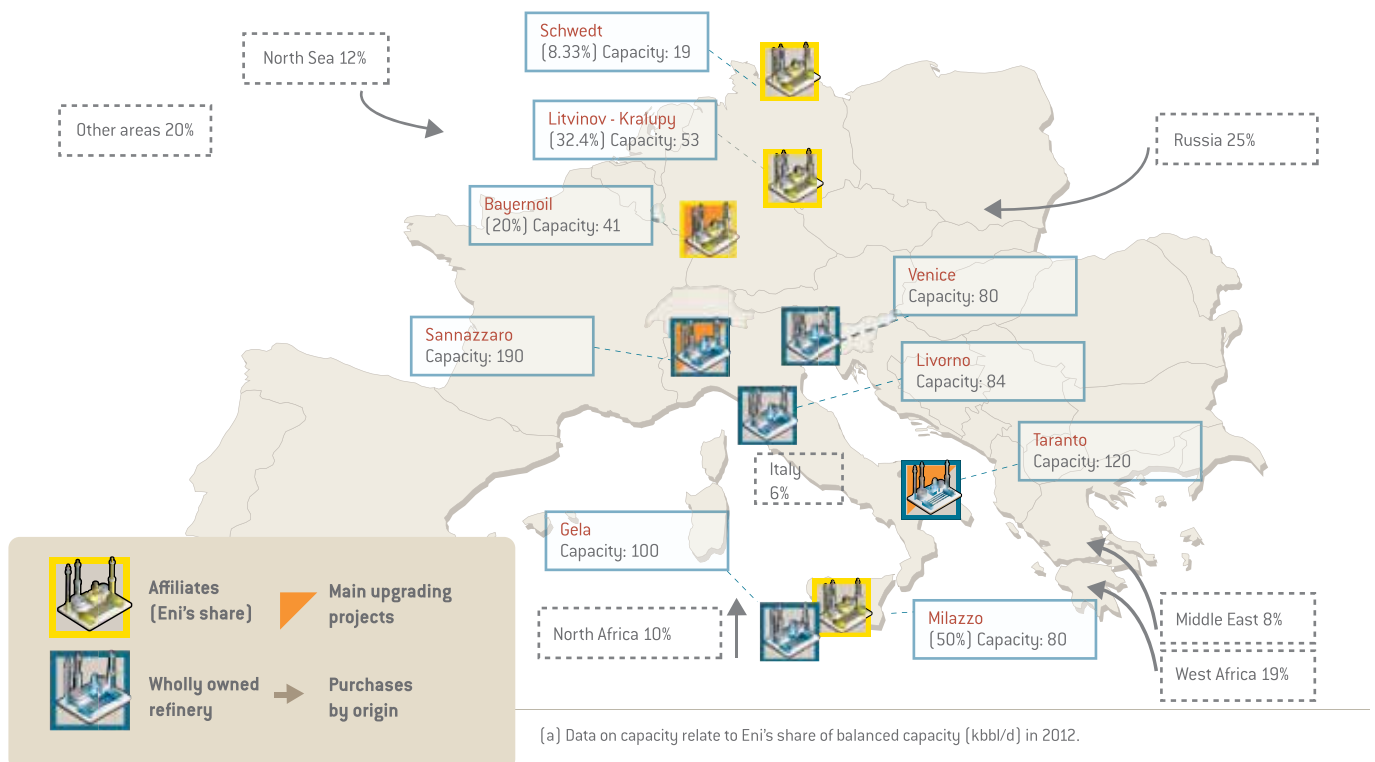 Schwedt
(8.33%) Capacity: 19
North Sea 12%
Other areas 20%
Litvinov - Kralupy
(32.4%) Capacity: 53
Russia 25%
Bayernoil
(20%) Capacity: 41
Venice
Capacity: 80
Sannazzaro
Capacity: 190
Livorno
Capacity: 84
Taranto
Capacity: 120
Italy
6%
Gela
Capacity: 100
North Africa 10%
Milazzo
(50%) Capacity: 80
Middle East 8%
West Africa 19%
Affiliates
(Eni's share)
Main upgrading
projects
Wholly owned
refinery
Purchases
by origin
(a) Data on capacity relate to Eni's share of balanced capacity (kbbl/d) in 2012.